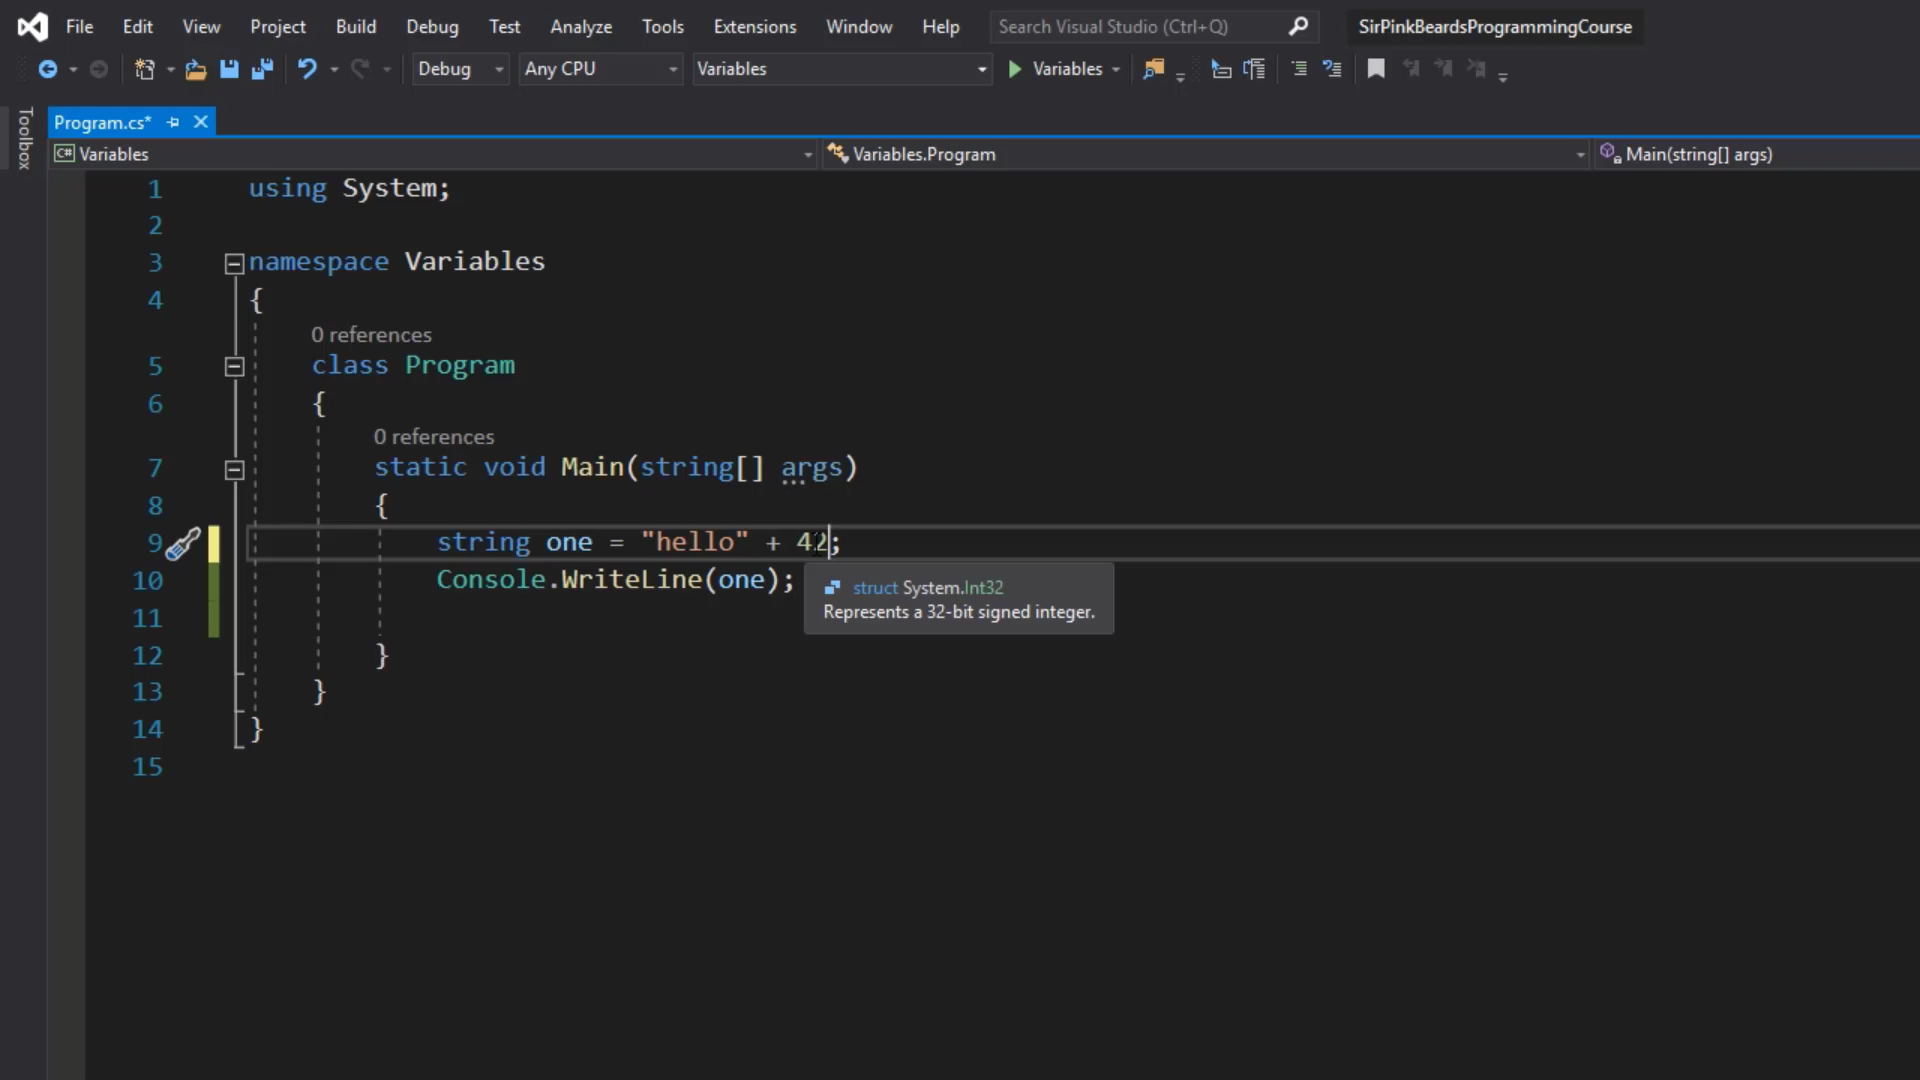 File Edit View Project Build Debug Test Analyze Tools Extensions Window Help Search Visual Studio (Ctrl+Q) SirPinkBeardsProgrammingCourse
Debug Any CPU Variables Variables
Toolbox
Program.cs*
Variables Variables.Program Main(string[] args)
1 using System;
2
3 namespace Variables
4 {
0 references
5 class Program
6 {
0 references
7 static void Main(string[] args)
8 {
9 string one = "hello" + 42;
10 Console.WriteLine(one);
struct System.Int32
Represents a 32-bit signed integer.
11
12 }
13 }
14 }
15